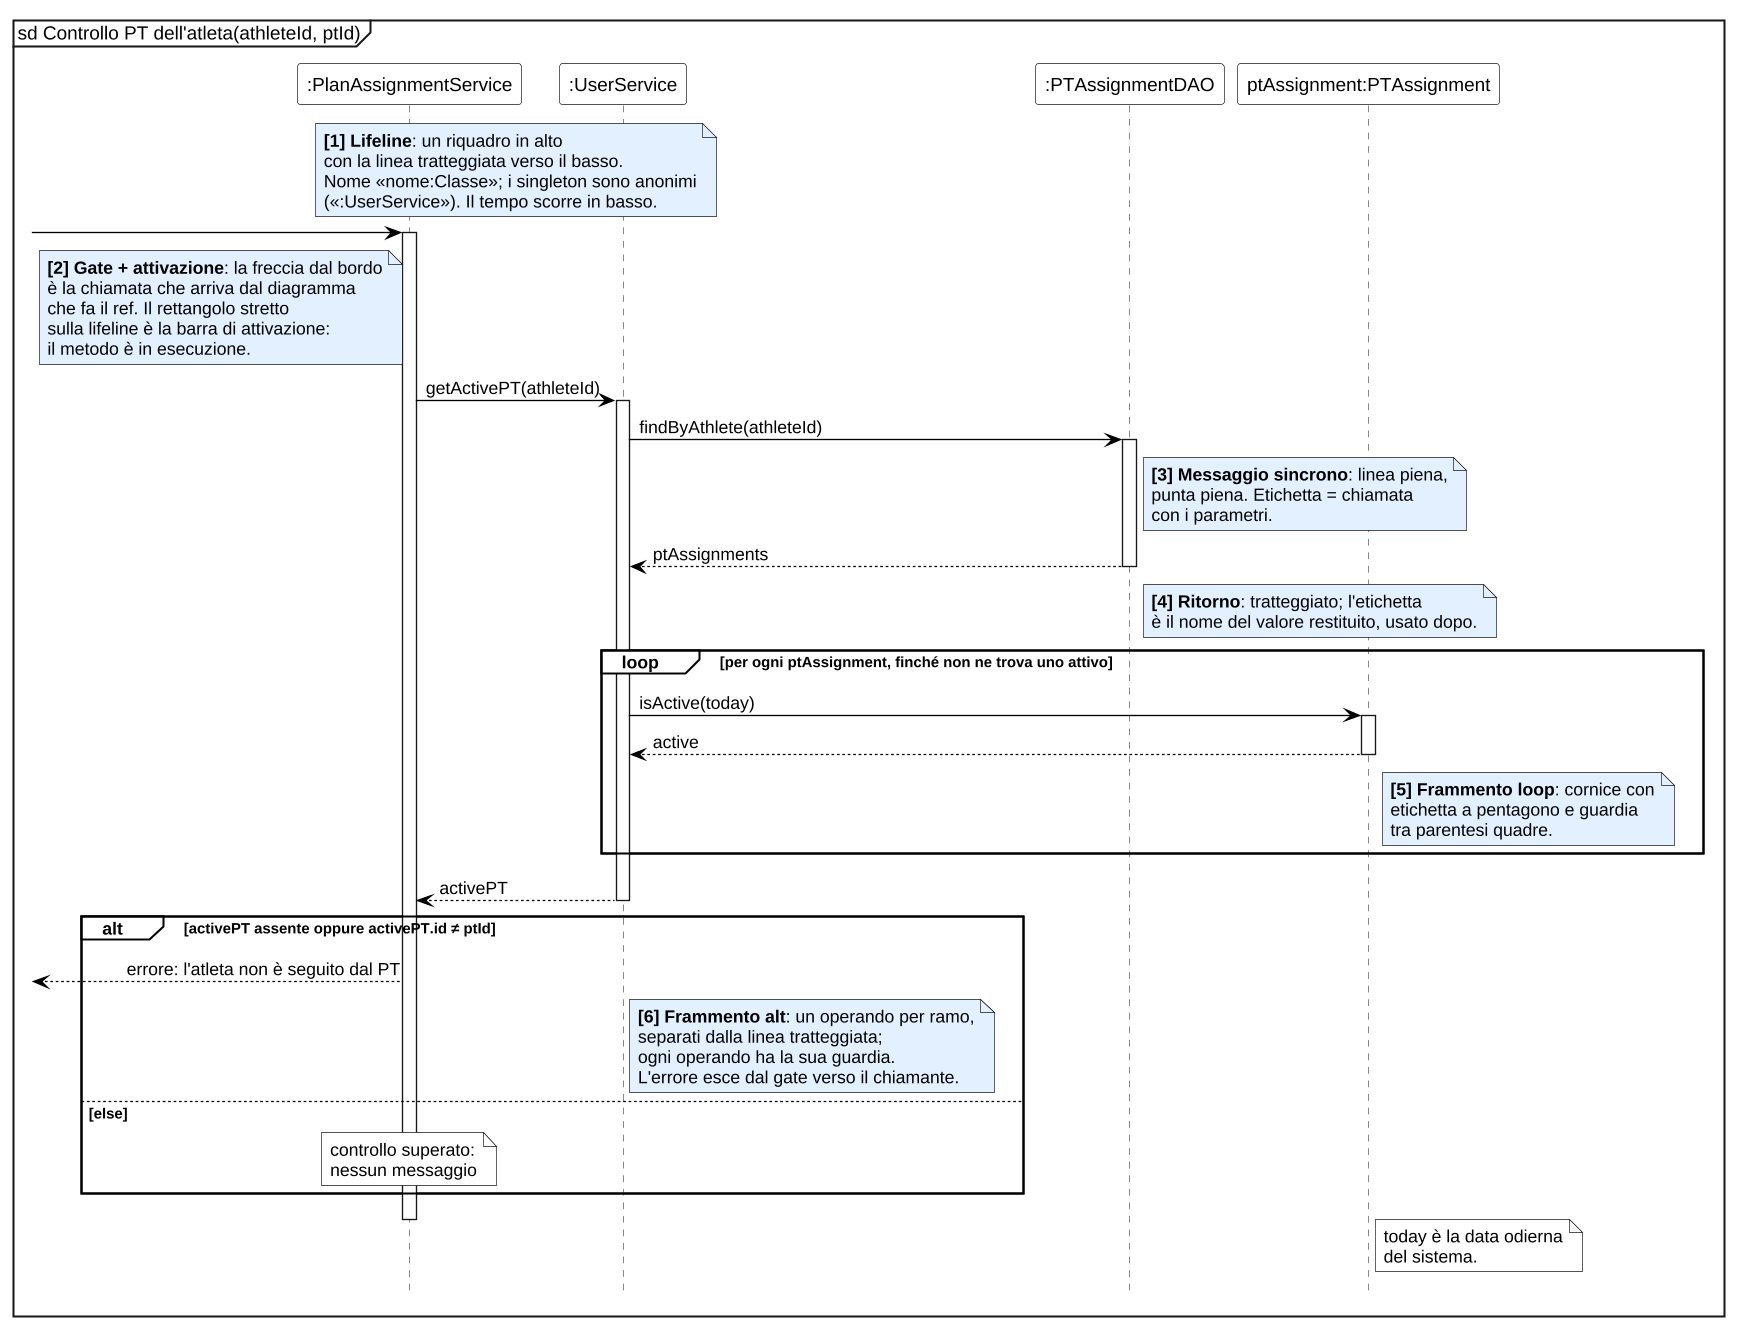 sd Controllo PT dell'atleta(athleteId, ptId)
:PlanAssignmentService
:UserService
:PTAssignmentDAO
ptAssignment:PTAssignment
[1] Lifeline: un riquadro in alto
con la linea tratteggiata verso il basso.
Nome «nome:Classe»; i singleton sono anonimi
(«:UserService»). Il tempo scorre in basso.
[2] Gate + attivazione: la freccia dal bordo
è la chiamata che arriva dal diagramma
che fa il ref. Il rettangolo stretto
sulla lifeline è la barra di attivazione:
il metodo è in esecuzione.
getActivePT(athleteId)
findByAthlete(athleteId)
[3] Messaggio sincrono: linea piena,
punta piena. Etichetta = chiamata
con i parametri.
ptAssignments
[4] Ritorno: tratteggiato; l'etichetta
è il nome del valore restituito, usato dopo.
loop
[per ogni ptAssignment, finché non ne trova uno attivo]
isActive(today)
active
[5] Frammento loop: cornice con
etichetta a pentagono e guardia
tra parentesi quadre.
activePT
alt
[activePT assente oppure activePT.id ≠ ptId]
errore: l'atleta non è seguito dal PT
[6] Frammento alt: un operando per ramo,
separati dalla linea tratteggiata;
ogni operando ha la sua guardia.
L'errore esce dal gate verso il chiamante.
[else]
controllo superato:
nessun messaggio
today è la data odierna
del sistema.